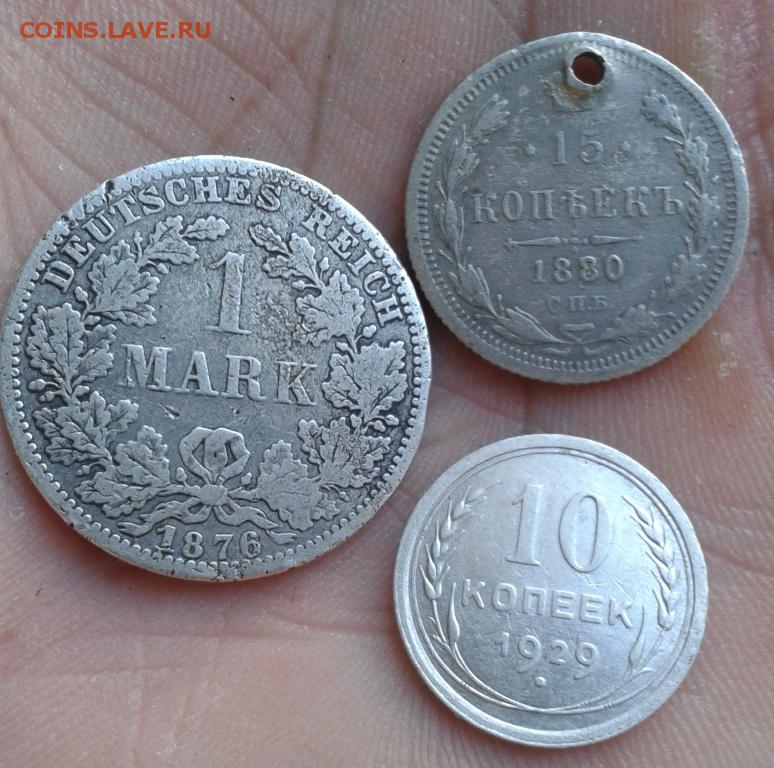 COINS.LAVE.RU
DEUTSCHES REICH
1
MARK
1876
15
КОПѢЕКЪ
1880
С.П.Б
10
КОПЕЕК
1929